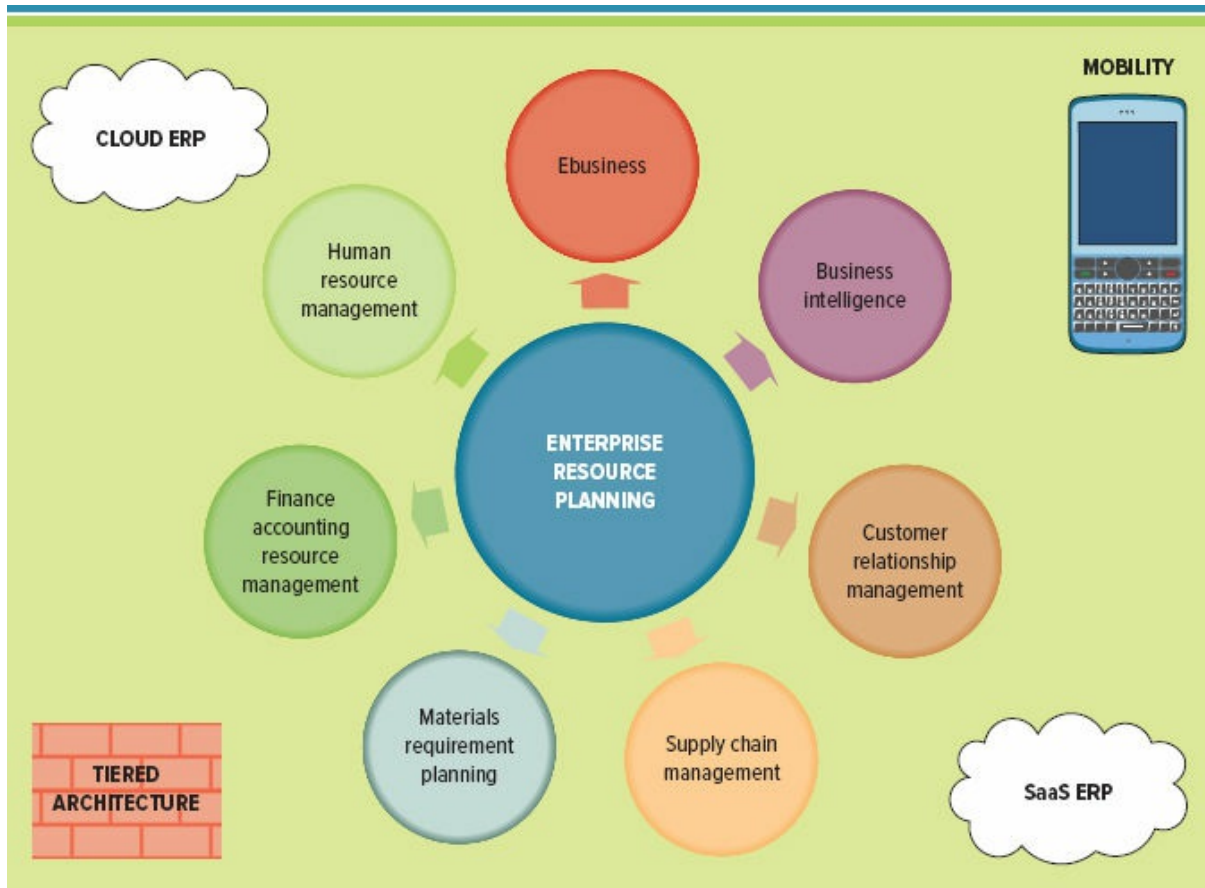 MOBILITY
CLOUD ERP
Ebusiness
Human
resource
management
Business
intelligence
ENTERPRISE
RESOURCE
PLANNING
Finance
accounting
resource
management
Customer
relationship
management
Materials
requirement
planning
Supply chain
management
TIERED
ARCHITECTURE
SaaS ERP